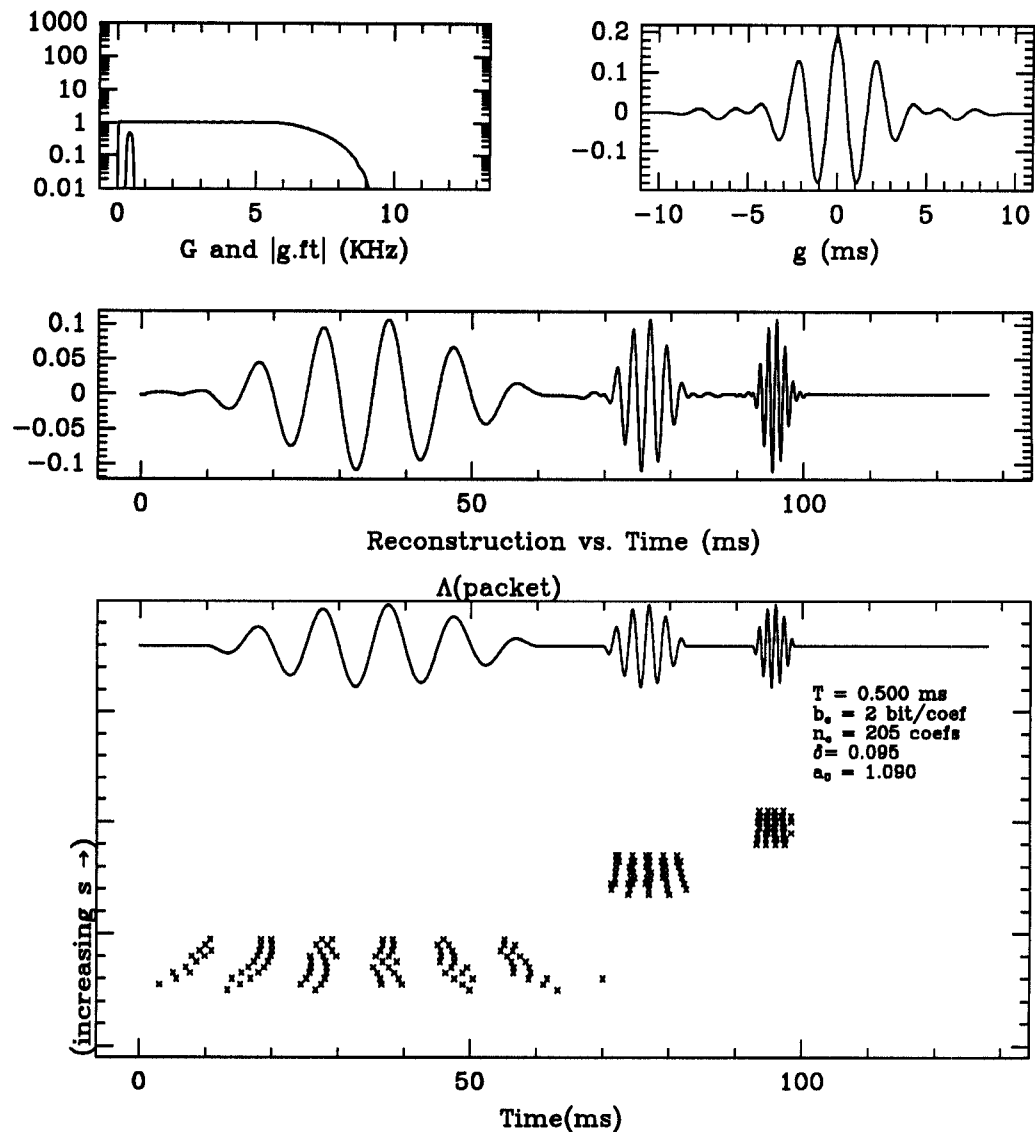 1000
100
10
1
0.1
0.01
0 5 10
G and |g.ft| (KHz)
0.2
0.1
0
−0.1
−10 −5 0 5 10
g (ms)
0.1
0.05
0
−0.05
−0.1
0 50 100
Reconstruction vs. Time (ms)
Λ(packet)
T = 0.500 ms
bₑ = 2 bit/coef
nₑ = 205 coefs
δ= 0.095
a₀ = 1.090
(increasing s →)
0 50 100
Time(ms)